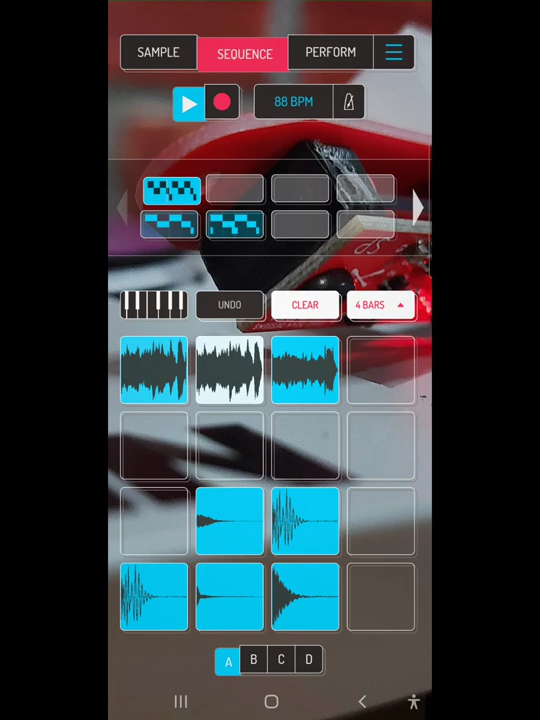 SAMPLE SEQUENCE PERFORM
88 BPM
UNDO CLEAR 4 BARS
A B C D